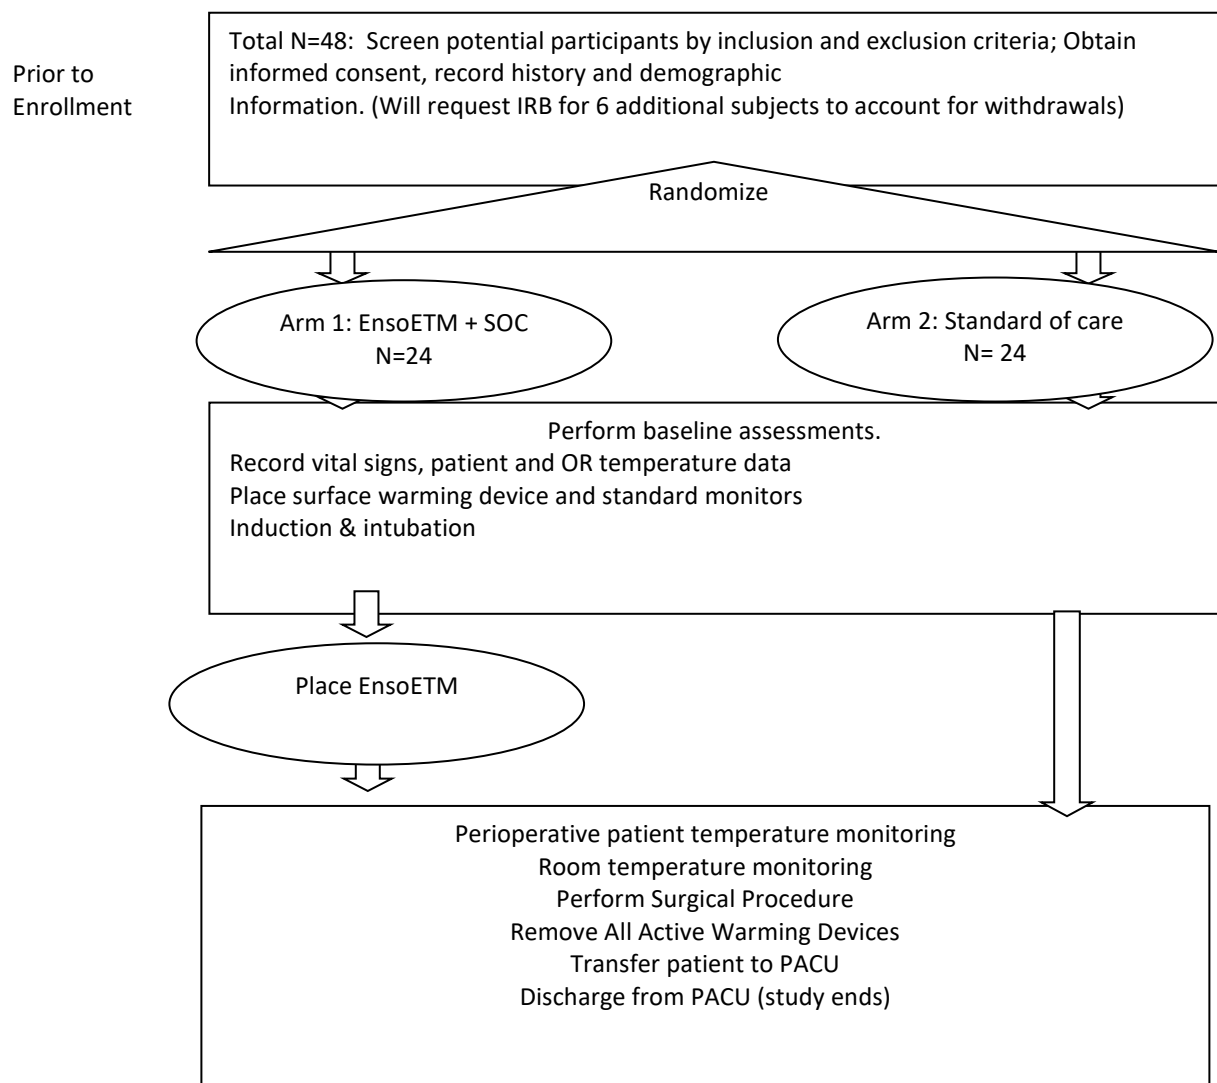 Prior to
Enrollment
Total N=48:  Screen potential participants by inclusion and exclusion criteria; Obtain
informed consent, record history and demographic
Information. (Will request IRB for 6 additional subjects to account for withdrawals)
Randomize
Arm 1: EnsoETM + SOC
N=24
Arm 2: Standard of care
N= 24
Perform baseline assessments.
Record vital signs, patient and OR temperature data
Place surface warming device and standard monitors
Induction & intubation
Place EnsoETM
Perioperative patient temperature monitoring
Room temperature monitoring
Perform Surgical Procedure
Remove All Active Warming Devices
Transfer patient to PACU
Discharge from PACU (study ends)